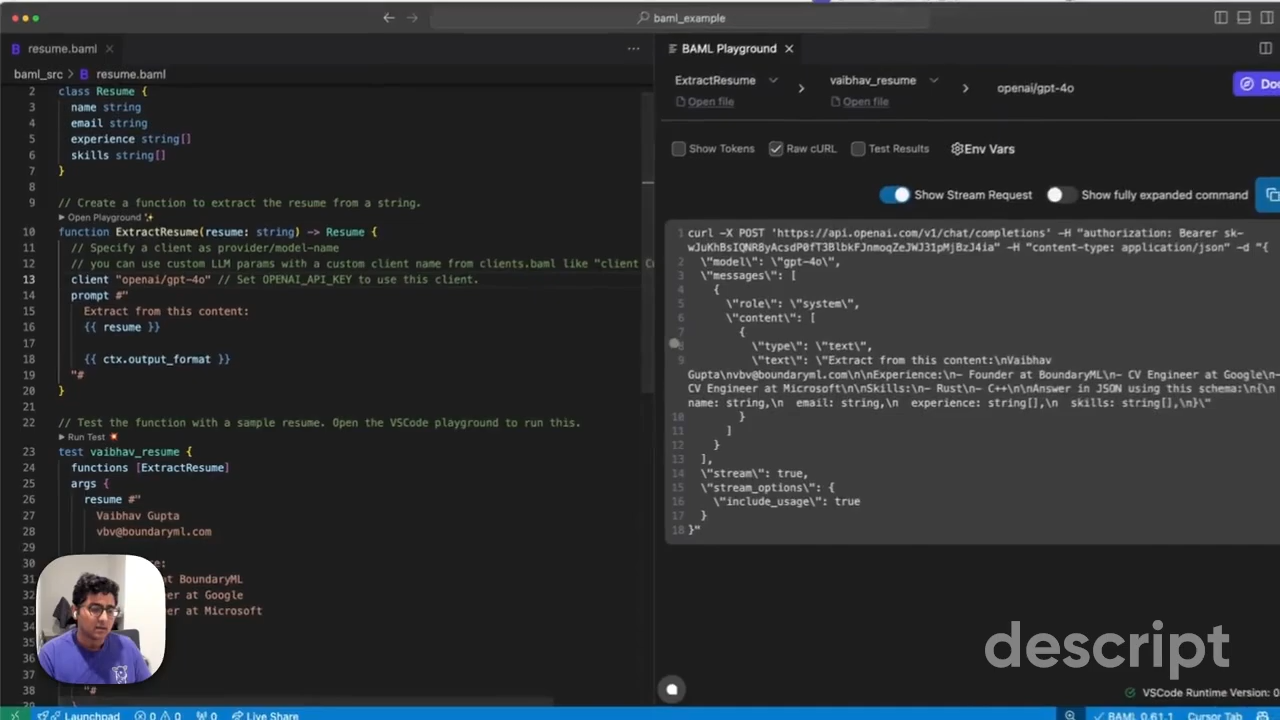 baml_example
resume.baml
baml_src > resume.baml
2 class Resume {
3 name string
4 email string
5 experience string[]
6 skills string[]
7 }
8
9 // Create a function to extract the resume from a string.
Open Playground
10 function ExtractResume(resume: string) -> Resume {
11 // Specify a client as provider/model-name
12 // you can use custom LLM params with a custom client name from clients.baml like "client
13 client "openai/gpt-4o" // Set OPENAI_API_KEY to use this client.
14 prompt #"
15 Extract from this content:
16 {{ resume }}
17
18 {{ ctx.output_format }}
19 "#
20 }
21
22 // Test the function with a sample resume. Open the VSCode playground to run this.
Run Test
23 test vaibhav_resume {
24 functions [ExtractResume]
25 args {
26 resume #"
27 Vaibhav Gupta
28 vbv@boundaryml.com
29
30
31 at BoundaryML
32 er at Google
33 er at Microsoft
34
35
36
37
38 "#
Launchpad 0 0 0 Live Share
BAML Playground
ExtractResume > vaibhav_resume > openai/gpt-4o
Open file Open file
Show Tokens Raw cURL Test Results Env Vars
Show Stream Request Show fully expanded command
1 curl -X POST 'https://api.openai.com/v1/chat/completions' -H "authorization: Bearer
-H "content-type: application/json" -d "{
2 \"model\": \"gpt-4o\",
3 \"messages\": [
4 {
5 \"role\": \"system\",
6 \"content\": [
7 {
8 \"type\": \"text\",
9 \"text\": \"Extract from this content:\nVaibhav
Gupta\nvbv@boundaryml.com\n\nExperience:\n- Founder at BoundaryML\n- CV Engineer at Google\n-
CV Engineer at Microsoft\n\nSkills:\n- Rust\n- C++\n\nAnswer in JSON using this schema:\n{\n
name: string,\n email: string,\n experience: string[],\n skills: string[],\n}\"
10 }
11 ]
12 }
13 ],
14 \"stream\": true,
15 \"stream_options\": {
16 \"include_usage\": true
17 }
18 }"
descript
VSCode Runtime Version: 0
BAML 0.61.1 Cursor Tab